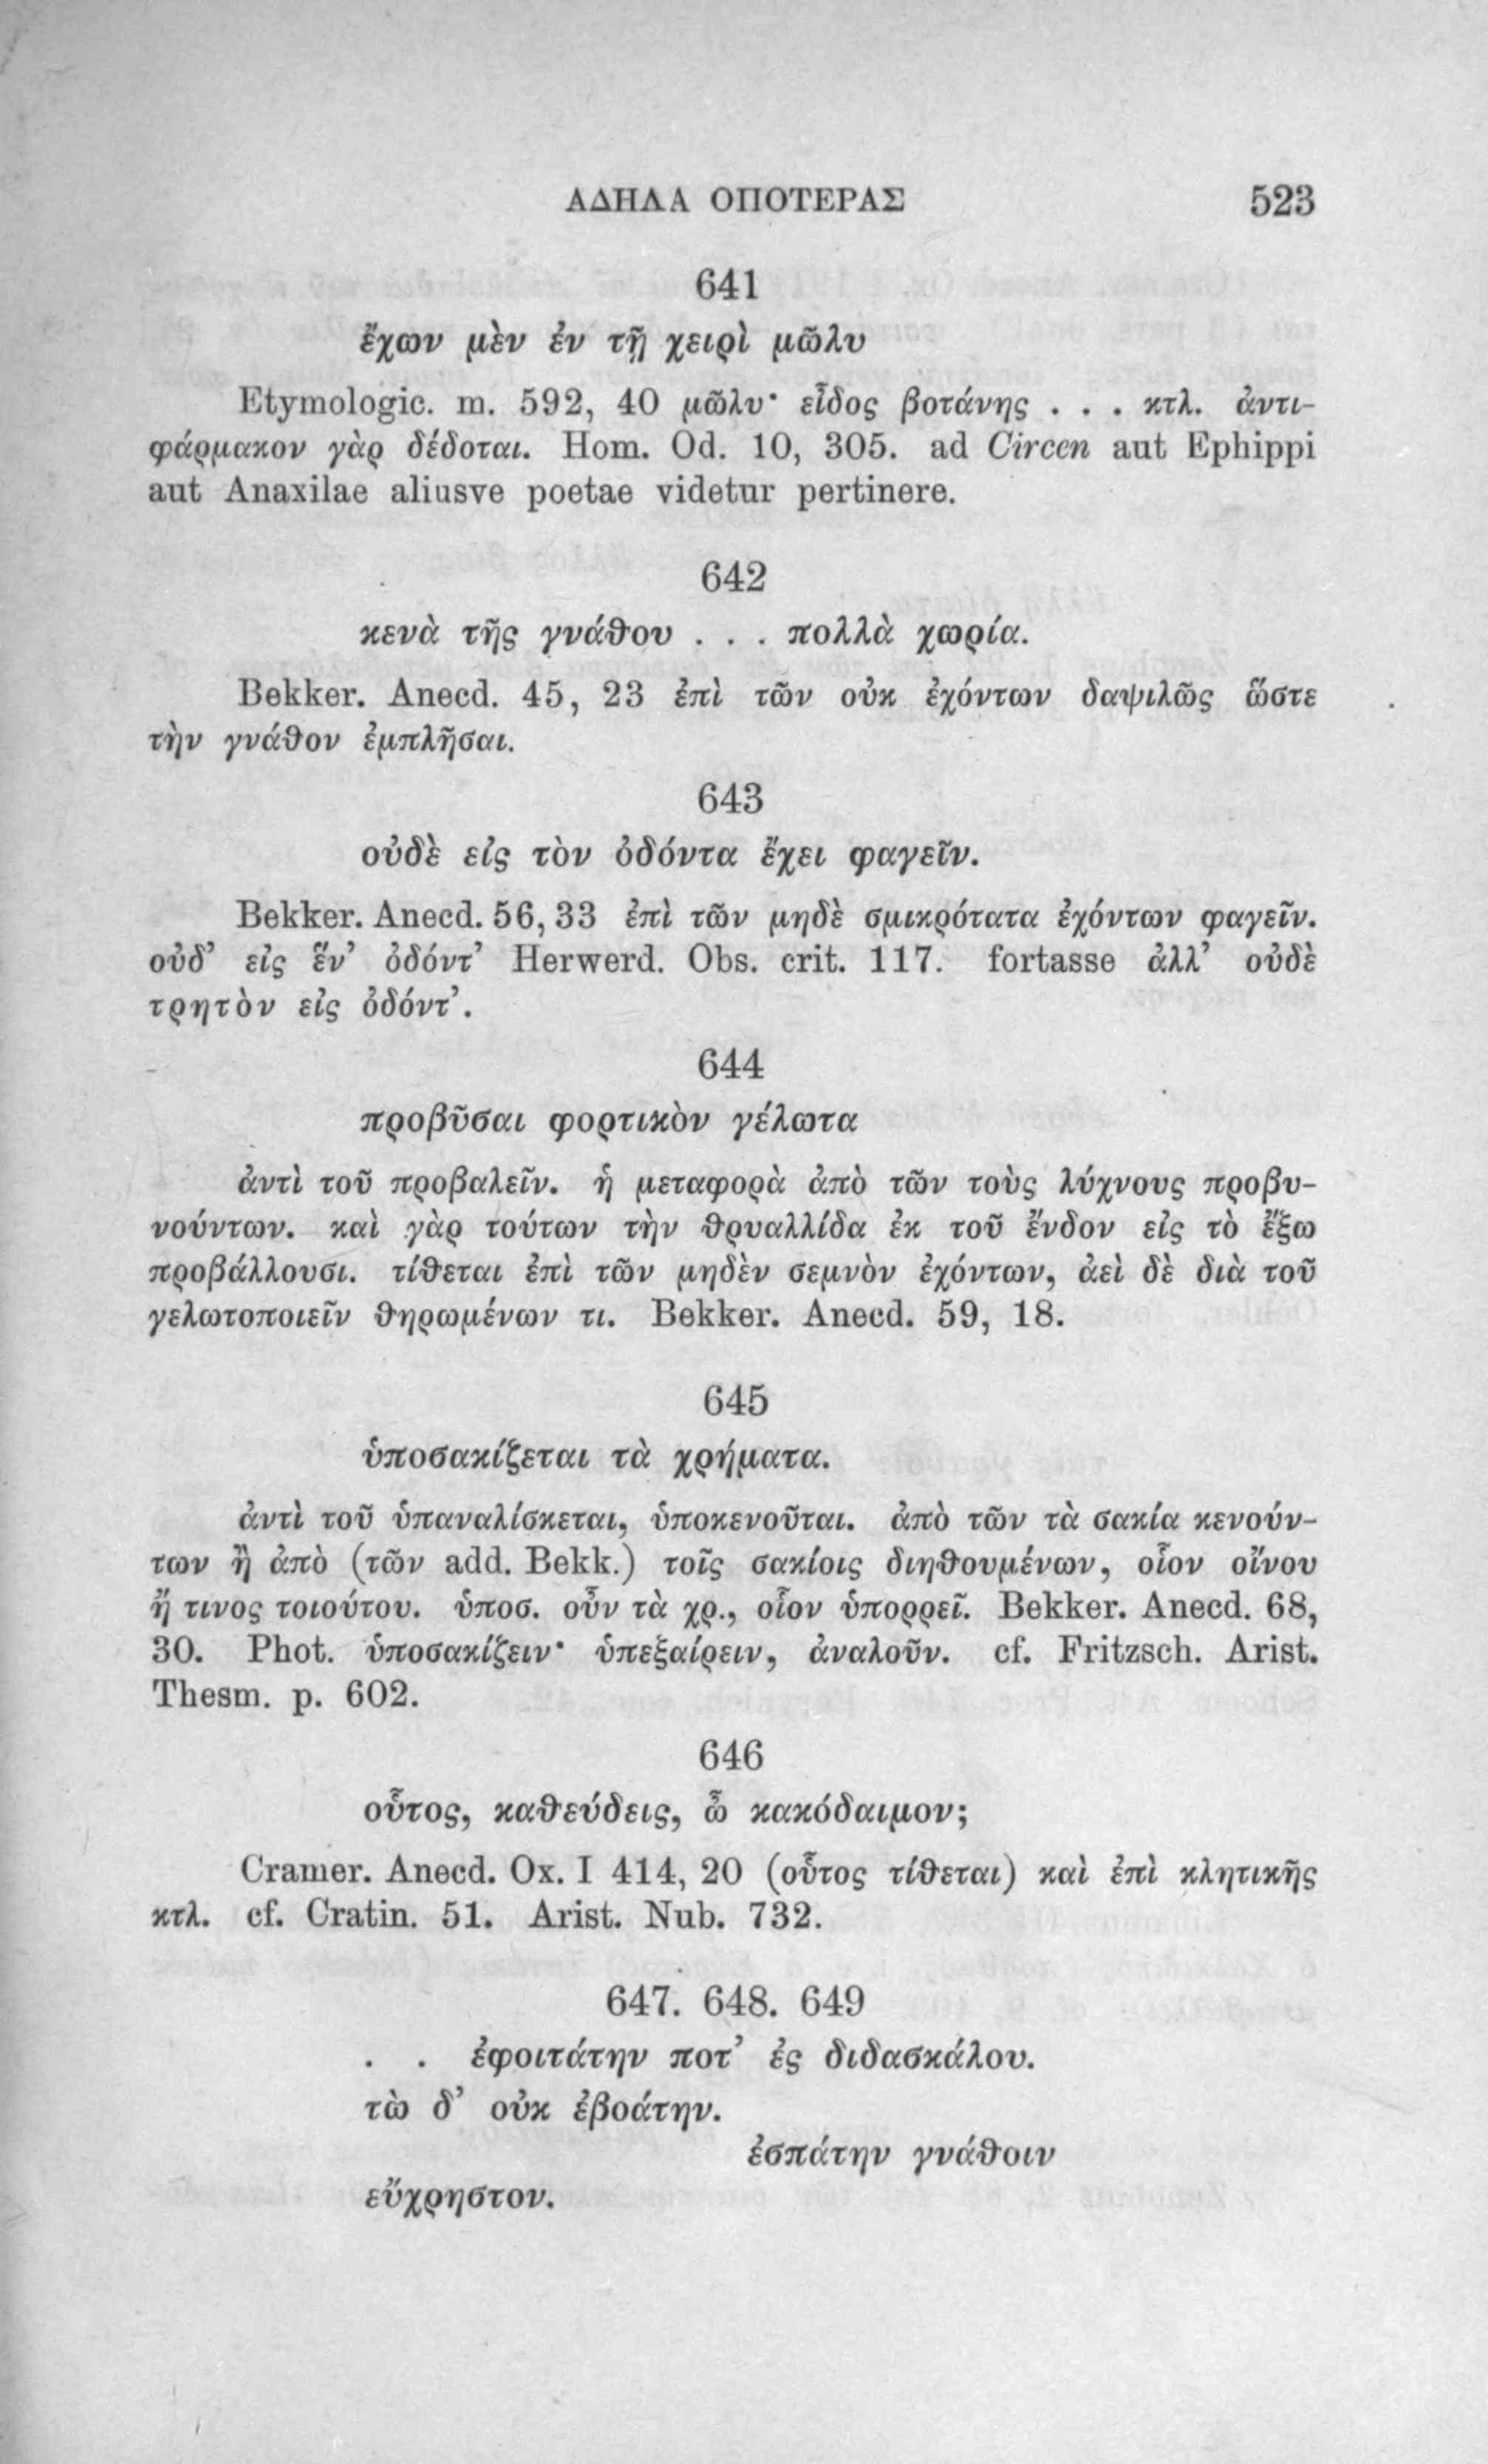 ΑΔΗΛΑ ΟΠΟΤΕΡΑΣ 523
641
ἔχων μὲν ἐν τῇ χειρὶ μῶλυ
Etymologic. m. 592, 40 μῶλυ· εἶδος βοτάνης . . . κτλ. ἀντι-
φάρμακον γὰρ δέδοται. Hom. Od. 10, 305. ad Circen aut Ephippi
aut Anaxilae aliusve poetae videtur pertinere.
642
κενὰ τῆς γνάθου . . . πολλὰ χωρία.
Bekker. Anecd. 45, 23 ἐπὶ τῶν οὐκ ἐχόντων δαψιλῶς ὥστε
τὴν γνάθον ἐμπλῆσαι.
643
οὐδὲ εἰς τὸν ὀδόντα ἔχει φαγεῖν.
Bekker. Anecd. 56, 33 ἐπὶ τῶν μηδὲ σμικρότατα ἐχόντων φαγεῖν.
οὐδ’ εἰς ἕν’ ὀδόντ’ Herwerd. Obs. crit. 117. fortasse ἀλλ’ οὐδὲ
τρητὸν εἰς ὀδόντ’.
644
προβῦσαι φορτικὸν γέλωτα
ἀντὶ τοῦ προβαλεῖν. ἡ μεταφορὰ ἀπὸ τῶν τοὺς λύχνους προβυ-
νούντων. καὶ γὰρ τούτων τὴν θρυαλλίδα ἐκ τοῦ ἔνδον εἰς τὸ ἔξω
προβάλλουσι. τίθεται ἐπὶ τῶν μηδὲν σεμνὸν ἐχόντων, ἀεὶ δὲ διὰ τοῦ
γελωτοποιεῖν θηρωμένων τι. Bekker. Anecd. 59, 18.
645
ὑποσακίζεται τὰ χρήματα.
ἀντὶ τοῦ ὑπαναλίσκεται, ὑποκενοῦται. ἀπὸ τῶν τὰ σακία κενούν-
των ἢ ἀπὸ (τῶν add. Bekk.) τοῖς σακίοις διηθουμένων, οἷον οἴνου
ἤ τινος τοιούτου. ὑποσ. οὖν τὰ χρ., οἷον ὑπορρεῖ. Bekker. Anecd. 68,
30. Phot. ὑποσακίζειν· ὑπεξαίρειν, ἀναλοῦν. cf. Fritzsch. Arist.
Thesm. p. 602.
646
οὗτος, καθεύδεις, ὦ κακόδαιμον;
Cramer. Anecd. Ox. I 414, 20 (οὗτος τίθεται) καὶ ἐπὶ κλητικῆς
κτλ. cf. Cratin. 51. Arist. Nub. 732.
647. 648. 649
. . ἐφοιτάτην ποτ’ ἐς διδασκάλου.
τὼ δ’ οὐκ ἐβοάτην.
ἐσπάτην γνάθοιν
εὔχρηστον.